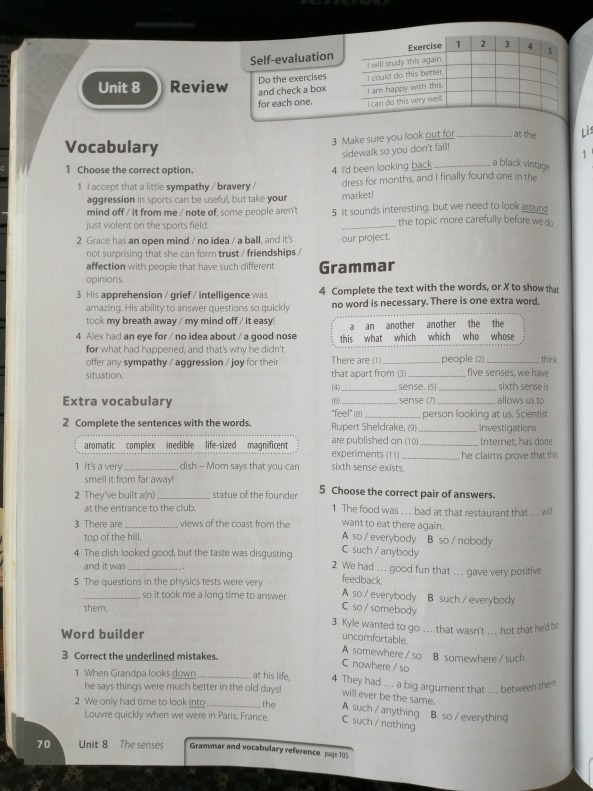 lenovo
Unit 8
Review
Self-evaluation
Do the exercises
and check a box
for each one.
Exercise 1 2 3 4 5
I will study this again.
I could do this better.
I am happy with this.
I can do this very well.
Vocabulary
1 Choose the correct option.
1 I accept that a little sympathy / bravery /
aggression in sports can be useful, but take your
mind off / it from me / note of, some people aren't
just violent on the sports field.
2 Grace has an open mind / no idea / a ball, and it's
not surprising that she can form trust / friendships /
affection with people that have such different
opinions.
3 His apprehension / grief / intelligence was
amazing. His ability to answer questions so quickly
took my breath away / my mind off / it easy!
4 Alex had an eye for / no idea about / a good nose
for what had happened, and that's why he didn't
offer any sympathy / aggression / joy for their
situation.
Extra vocabulary
2 Complete the sentences with the words.
aromatic complex inedible life-sized magnificent
1 It's a very ____________ dish – Mom says that you can
smell it from far away!
2 They've built a(n) ____________ statue of the founder
at the entrance to the club.
3 There are ____________ views of the coast from the
top of the hill.
4 The dish looked good, but the taste was disgusting
and it was ____________.
5 The questions in the physics tests were very
____________, so it took me a long time to answer
them.
Word builder
3 Correct the underlined mistakes.
1 When Grandpa looks down ____________ at his life,
he says things were much better in the old days!
2 We only had time to look into ____________ the
Louvre quickly when we were in Paris, France.
3 Make sure you look out for ____________ at the
sidewalk so you don't fall!
4 I'd been looking back ____________ a black vintage
dress for months, and I finally found one in the
market!
5 It sounds interesting, but we need to look around
____________ the topic more carefully before we do
our project.
Grammar
4 Complete the text with the words, or X to show that
no word is necessary. There is one extra word.
a an another another the the
this what which which who whose
There are (1) ____________ people (2) ____________ think
that apart from (3) ____________ five senses, we have
(4) ____________ sense. (5) ____________ sixth sense is
(6) ____________ sense (7) ____________ allows us to
"feel" (8) ____________ person looking at us. Scientist
Rupert Sheldrake, (9) ____________ investigations
are published on (10) ____________ Internet, has done
experiments (11) ____________ he claims prove that this
sixth sense exists.
5 Choose the correct pair of answers.
1 The food was … bad at that restaurant that … will
want to eat there again.
A so / everybody B so / nobody
C such / anybody
2 We had … good fun that … gave very positive
feedback.
A so / everybody B such / everybody
C so / somebody
3 Kyle wanted to go … that wasn't … hot that he'd be
uncomfortable.
A somewhere / so B somewhere / such
C nowhere / so
4 They had … a big argument that … between them
will ever be the same.
A such / anything B so / everything
C such / nothing
70 Unit 8 The senses
Grammar and vocabulary reference page 105
Lis
1